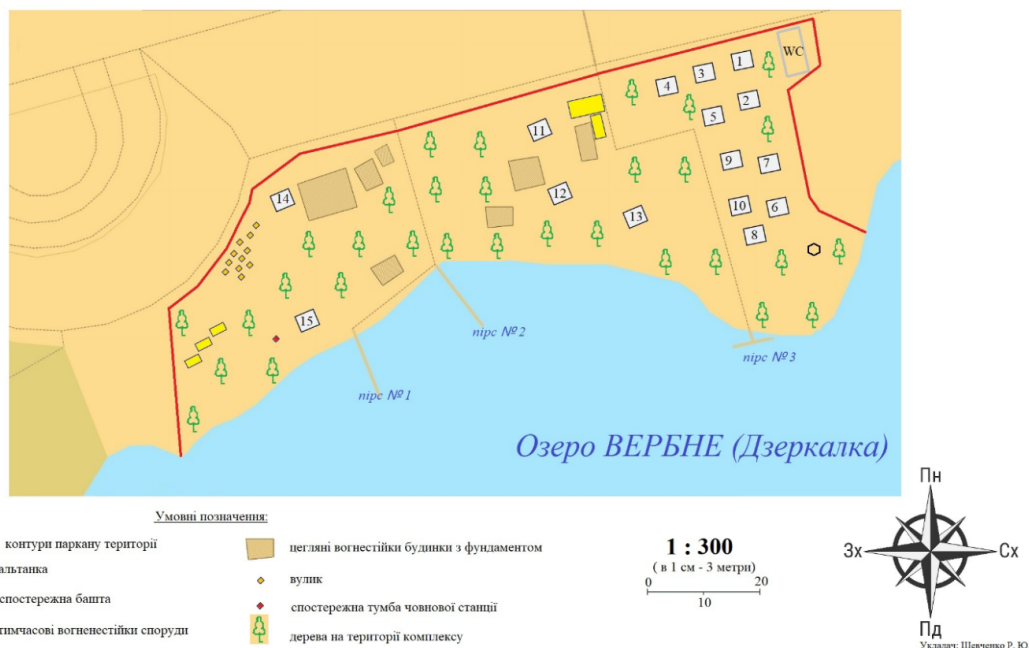 WC
1
3
4
2
5
11
9
7
12
14
10
6
13
8
15
пірс №2
пірс №3
пірс №1
Озеро ВЕРБНЕ (Дзеркалка)
Умовні позначення:
контури паркану території
альтанка
спостережна башта
тимчасові вогненестійки споруди
цегляні вогнестійки будинки з фундаментом
вулик
спостережна тумба човнової станції
дерева на території комплексу
1 : 300
( в 1 см - 3 метри)
0 20
10
Пн
Зх Сх
Пд
Укладач: Шевченко Р. Ю.